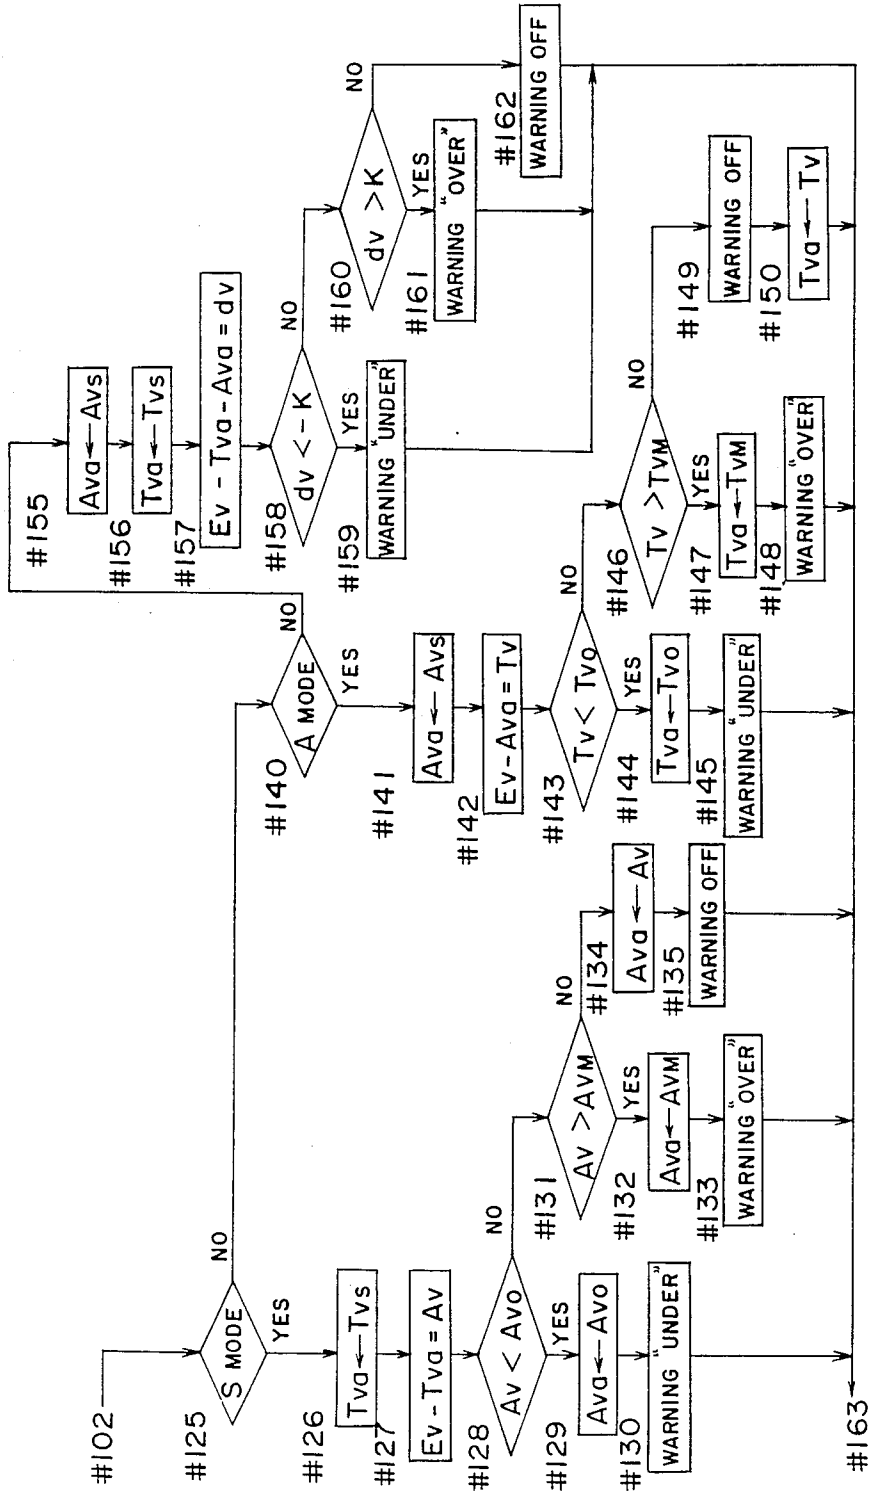 #102
#125
S MODE
NO
YES
#126
Tva ← Tvs
#127
Ev - Tva = Av
#128
Av < Avo
NO
YES
#129
Ava ← Avo
#130
WARNING "UNDER"
#131
Av > AVM
NO
YES
#132
Ava ← AVM
#133
WARNING "OVER"
#134
Ava ← Av
#135
WARNING OFF
#140
A MODE
NO
YES
#141
Ava ← Avs
#142
Ev - Ava = Tv
#143
Tv < Tvo
NO
YES
#144
Tva ← Tvo
#145
WARNING "UNDER"
#146
Tv > TVM
NO
YES
#147
Tva ← TVM
#148
WARNING "OVER"
#149
WARNING OFF
#150
Tva ← Tv
#155
Ava ← Avs
#156
Tva ← Tvs
#157
Ev - Tva - Ava = dv
#158
dv < - K
NO
YES
#159
WARNING "UNDER"
#160
dv > K
NO
YES
#161
WARNING "OVER"
#162
WARNING OFF
#163